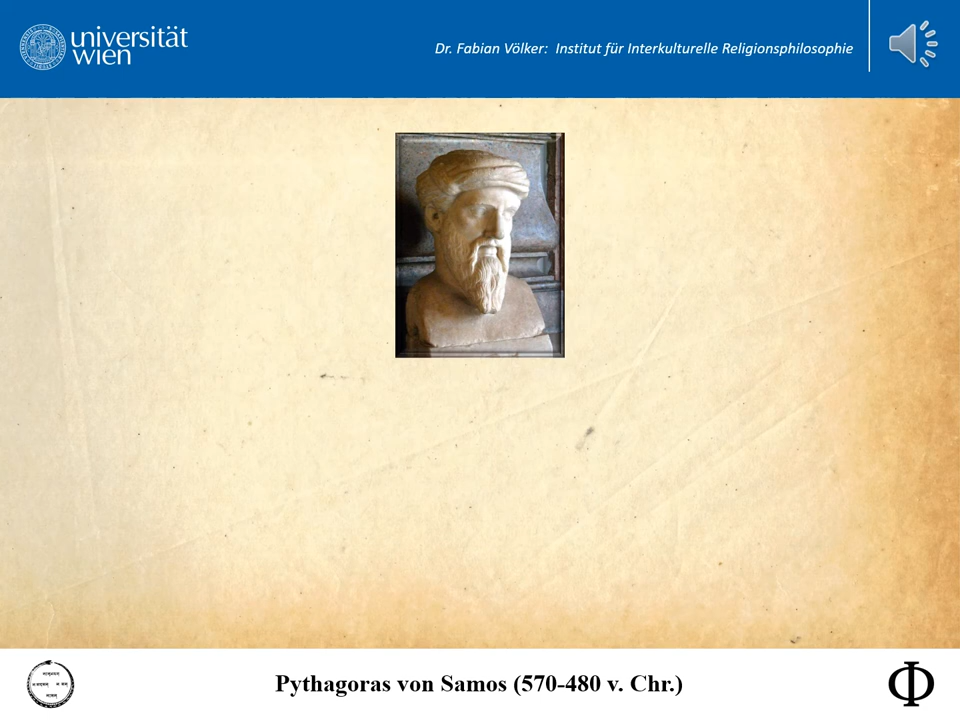 universität
wien
Dr. Fabian Völker: Institut für Interkulturelle Religionsphilosophie
Pythagoras von Samos (570-480 v. Chr.)
Φ